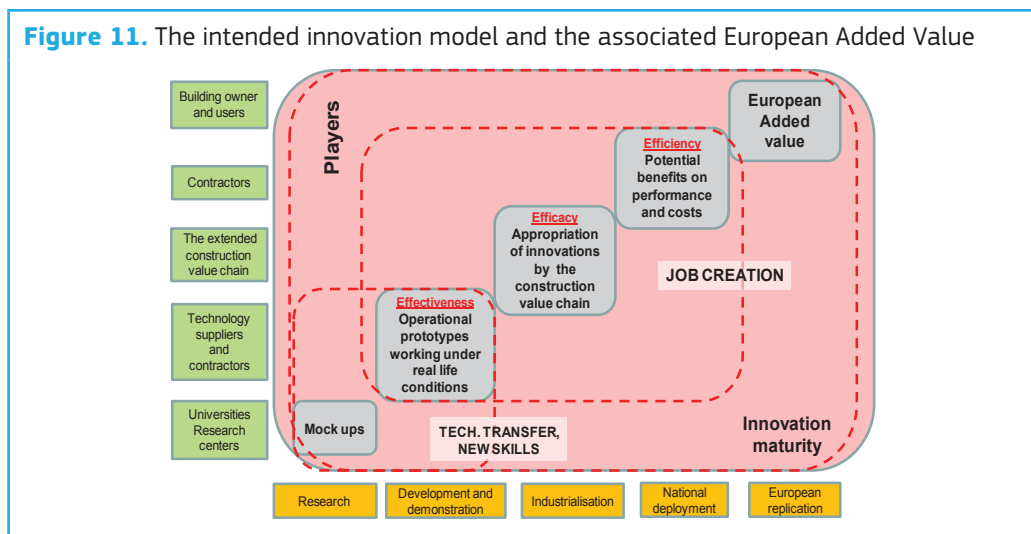 Figure 11. The intended innovation model and the associated European Added Value
Building owner
and users
Contractors
The extended
construction
value chain
Technology
suppliers
and
contractors
Universities
Research
centers
Players
European
Added
value
Efficiency
Potential
benefits on
performance
and costs
Efficacy
Appropriation
of innovations
by the
construction
value chain
JOB CREATION
Effectiveness
Operational
prototypes
working under
real life
conditions
Mock ups
TECH. TRANSFER,
NEW SKILLS
Innovation
maturity
Research
Development and
demonstration
Industrialisation
National
deployment
European
replication